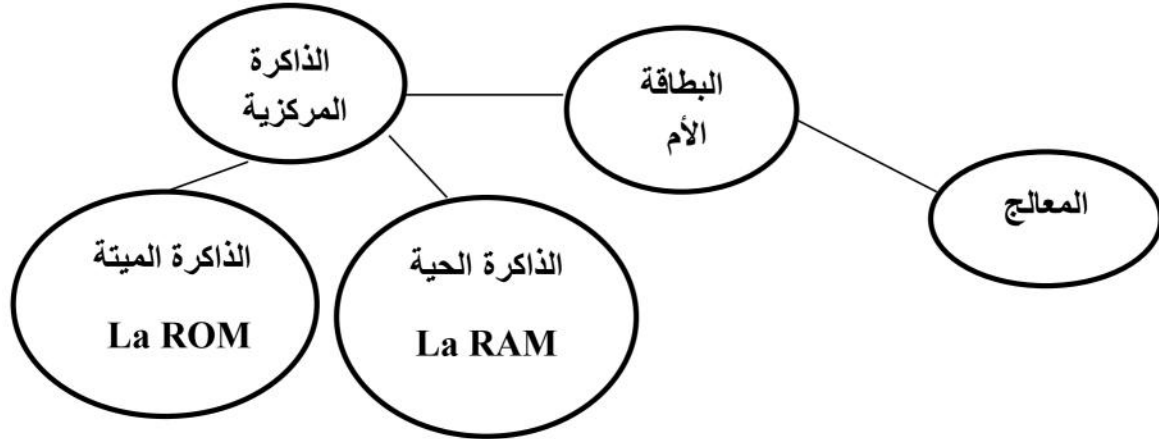 الذاكرة
المركزية
البطاقة
الأم
المعالج
الذاكرة الميتة
La ROM
الذاكرة الحية
La RAM